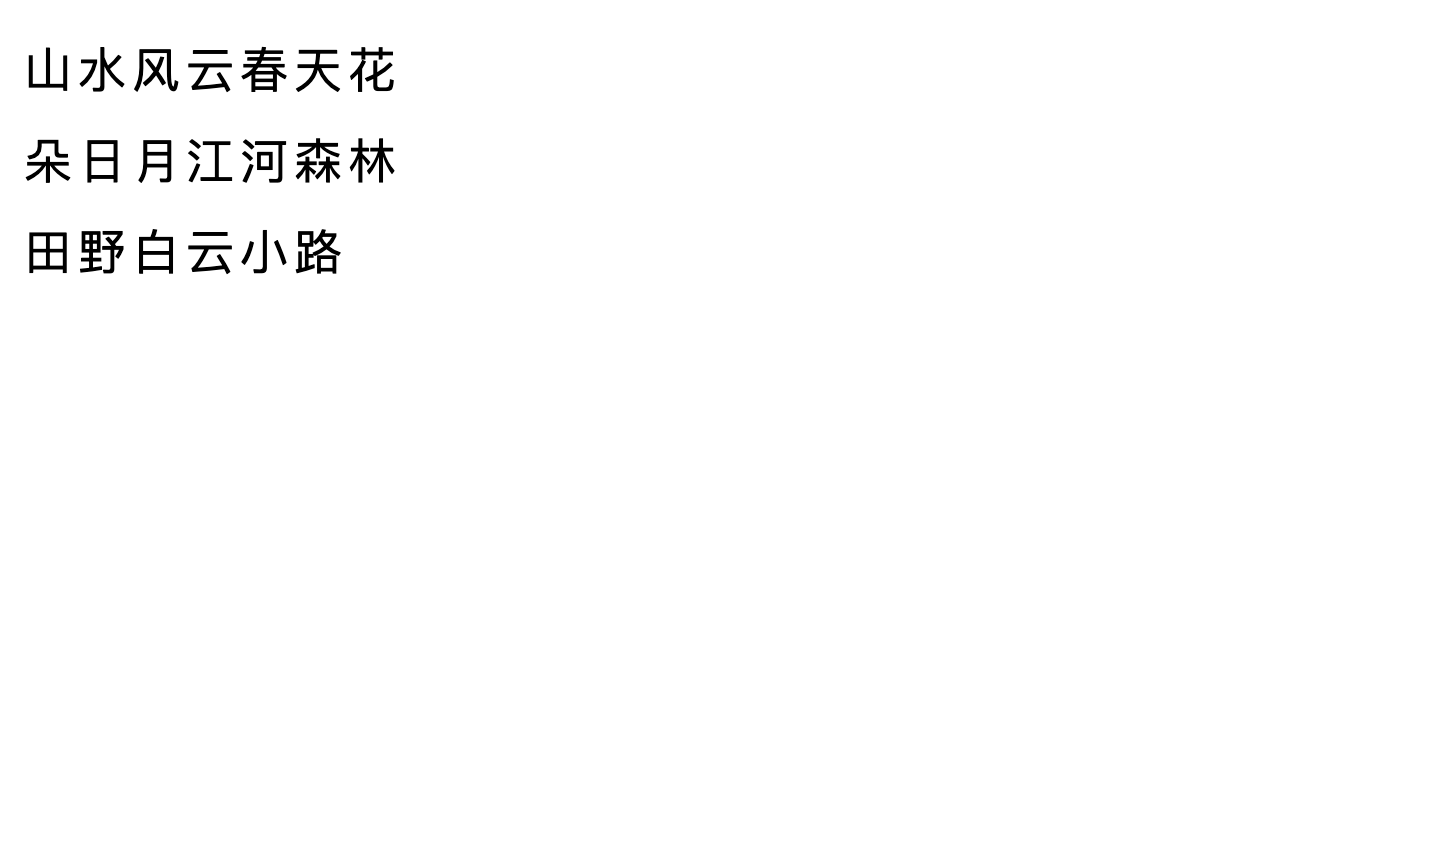 山水风云春天花
朵日月江河森林
田野白云小路